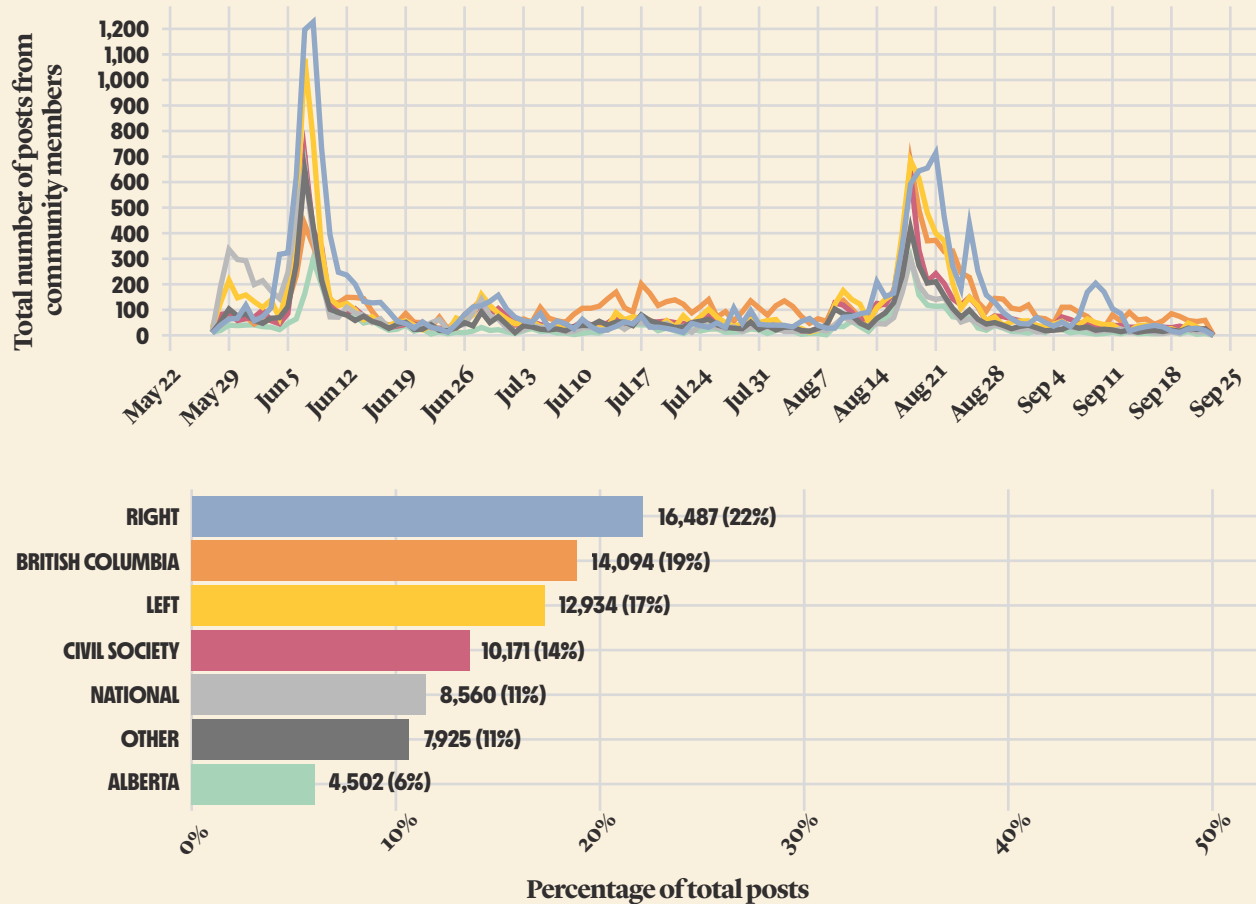 Total number of posts from
community members
1,200
1,100
1,000
900
800
700
600
500
400
300
200
100
0
May 22
May 29
Jun 5
Jun 12
Jun 19
Jun 26
Jul 3
Jul 10
Jul 17
Jul 24
Jul 31
Aug 7
Aug 14
Aug 21
Aug 28
Sep 4
Sep 11
Sep 18
Sep 25
RIGHT 16,487 (22%)
BRITISH COLUMBIA 14,094 (19%)
LEFT 12,934 (17%)
CIVIL SOCIETY 10,171 (14%)
NATIONAL 8,560 (11%)
OTHER 7,925 (11%)
ALBERTA 4,502 (6%)
0% 10% 20% 30% 40% 50%
Percentage of total posts